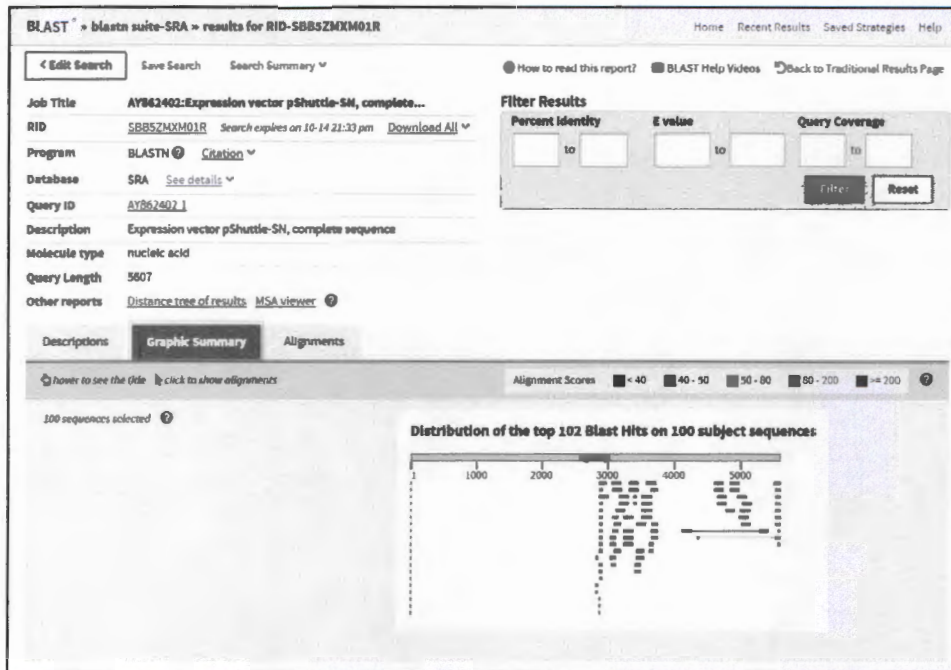 BLAST ® » blastn suite-SRA » results for RID-SBB5ZMXM01R
Home Recent Results Saved Strategies Help
< Edit Search Save Search Search Summary
How to read this report? BLAST Help Videos Back to Traditional Results Page
Job Title AY862402:Expression vector pShuttle-SN, complete...
RID SBB5ZMXM01R Search expires on 10-14 21:33 pm Download All
Program BLASTN Citation
Database SRA See details
Query ID AY862402.1
Description Expression vector pShuttle-SN, complete sequence
Molecule type nucleic acid
Query Length 5607
Other reports Distance tree of results MSA viewer
Filter Results
Percent Identity E value Query Coverage
to to to
Filter Reset
Descriptions Graphic Summary Alignments
hover to see the title click to show alignments
Alignment Scores < 40 40 - 50 50 - 80 80 - 200 >= 200
100 sequences selected
Distribution of the top 102 Blast Hits on 100 subject sequences
1 1000 2000 3000 4000 5000